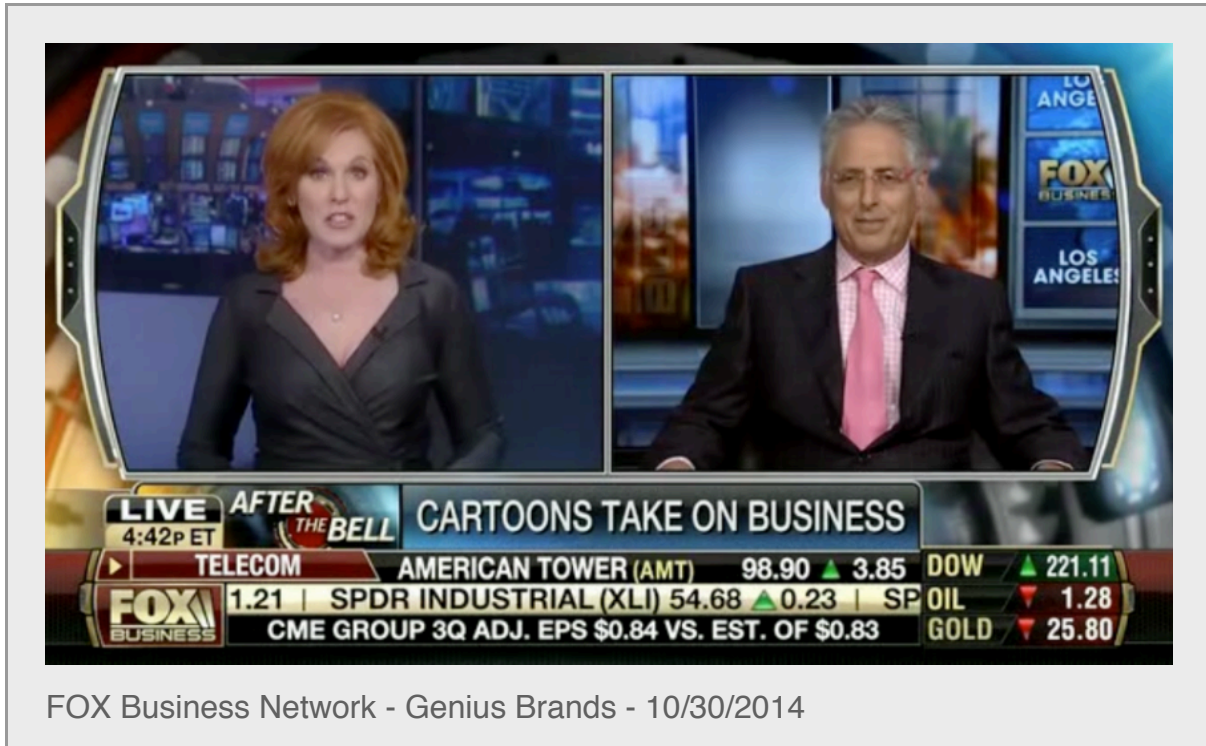 LO
ANGE
FOX
BUSINES
LOS
ANGELES
LIVE
4:42P ET
AFTER
THE BELL
CARTOONS TAKE ON BUSINESS
TELECOM
AMERICAN TOWER (AMT) 98.90 ▲ 3.85
DOW ▲ 221.11
FOX
BUSINESS
1.21 | SPDR INDUSTRIAL (XLI) 54.68 ▲ 0.23 | SP
OIL ▼ 1.28
CME GROUP 3Q ADJ. EPS $0.84 VS. EST. OF $0.83
GOLD ▼ 25.80
FOX Business Network - Genius Brands - 10/30/2014